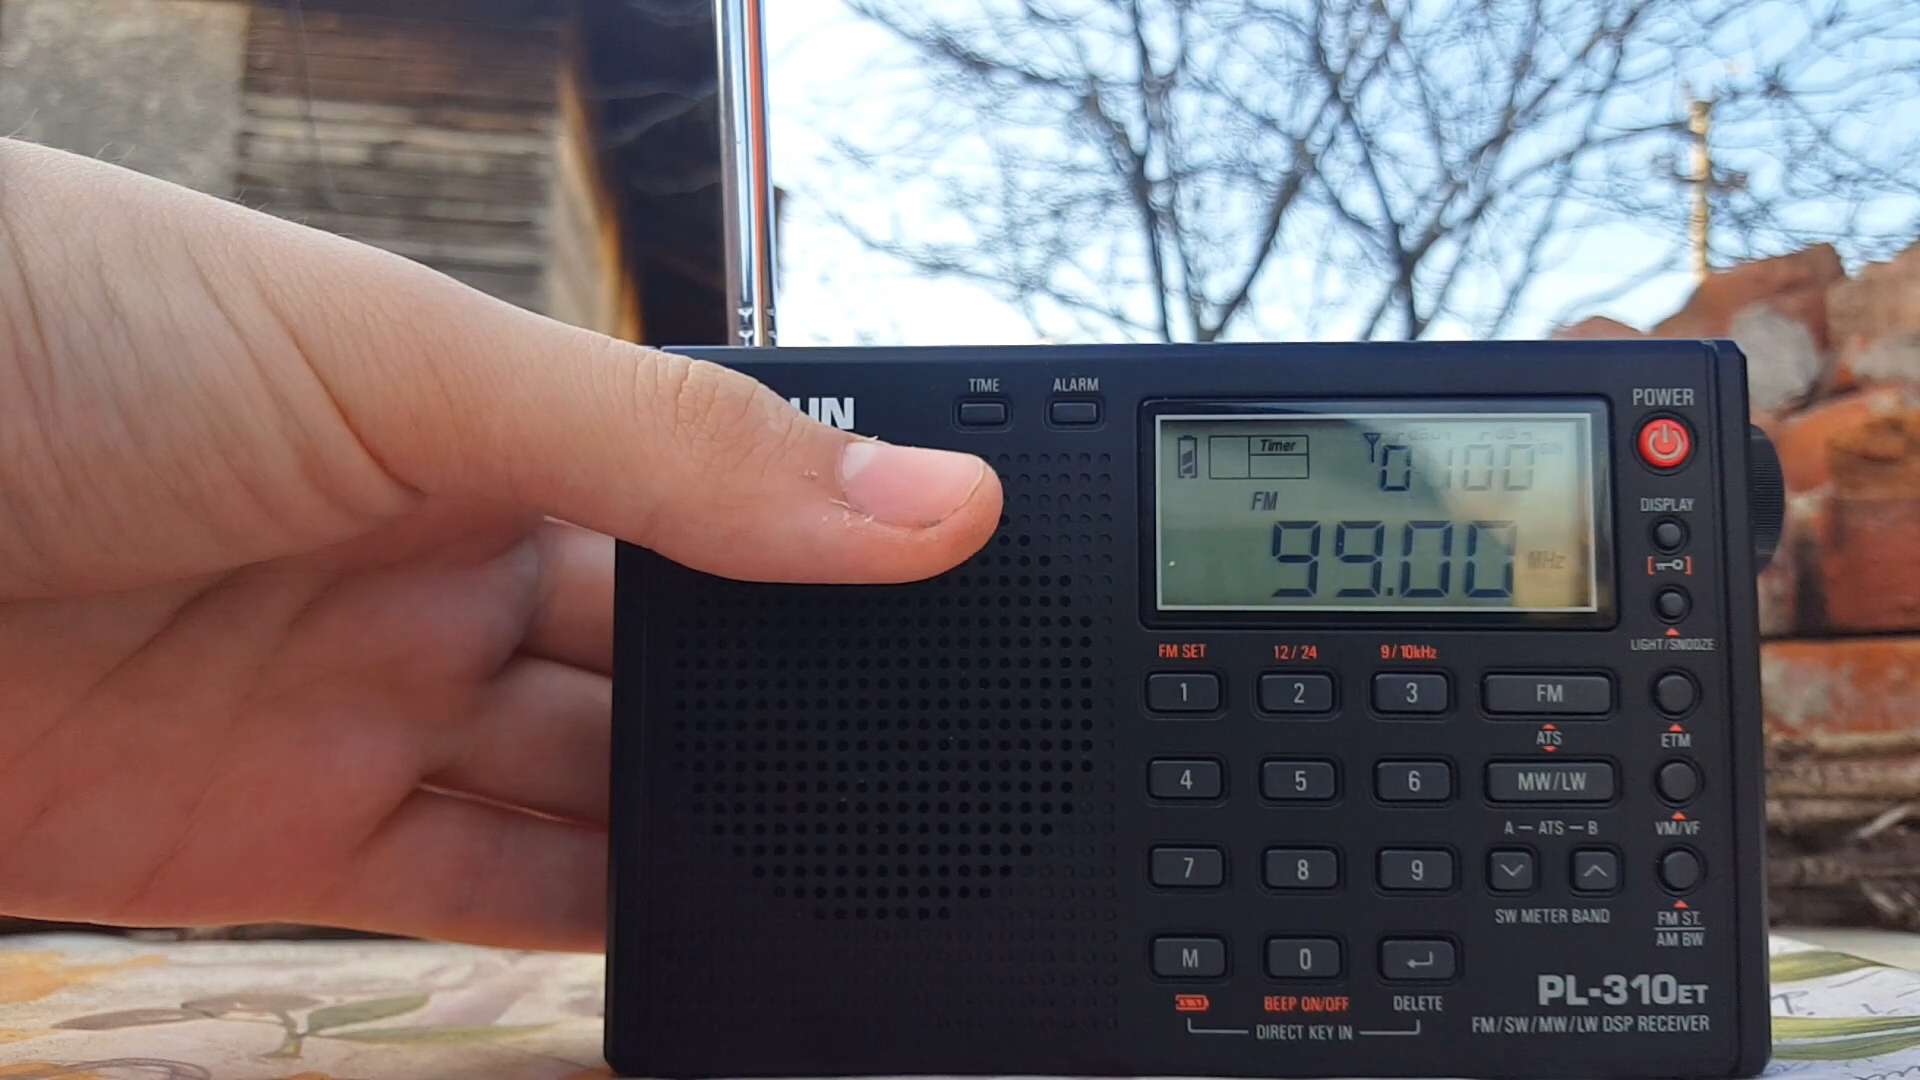 UN
TIME
ALARM
POWER
Timer
0 100
FM
99.00
MHz
DISPLAY
LIGHT/SNOOZE
FM SET
12/24
9/10kHz
1
2
3
FM
ATS
ETM
4
5
6
MW/LW
A — ATS — B
VM/VF
7
8
9
SW METER BAND
FM ST.
AM BW
M
0
BEEP ON/OFF
DELETE
DIRECT KEY IN
PL-310ET
FM/SW/MW/LW DSP RECEIVER